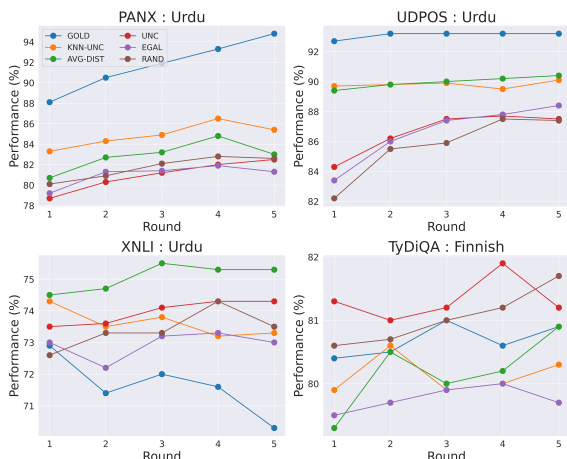 PANX : Urdu
Performance (%)
94
92
90
88
86
84
82
80
78
GOLD
KNN-UNC
AVG-DIST
UNC
EGAL
RAND
1 2 3 4 5
Round
UDPOS : Urdu
Performance (%)
92
90
88
86
84
82
1 2 3 4 5
Round
XNLI : Urdu
Performance (%)
75
74
73
72
71
1 2 3 4 5
Round
TyDiQA : Finnish
Performance (%)
82
81
80
1 2 3 4 5
Round